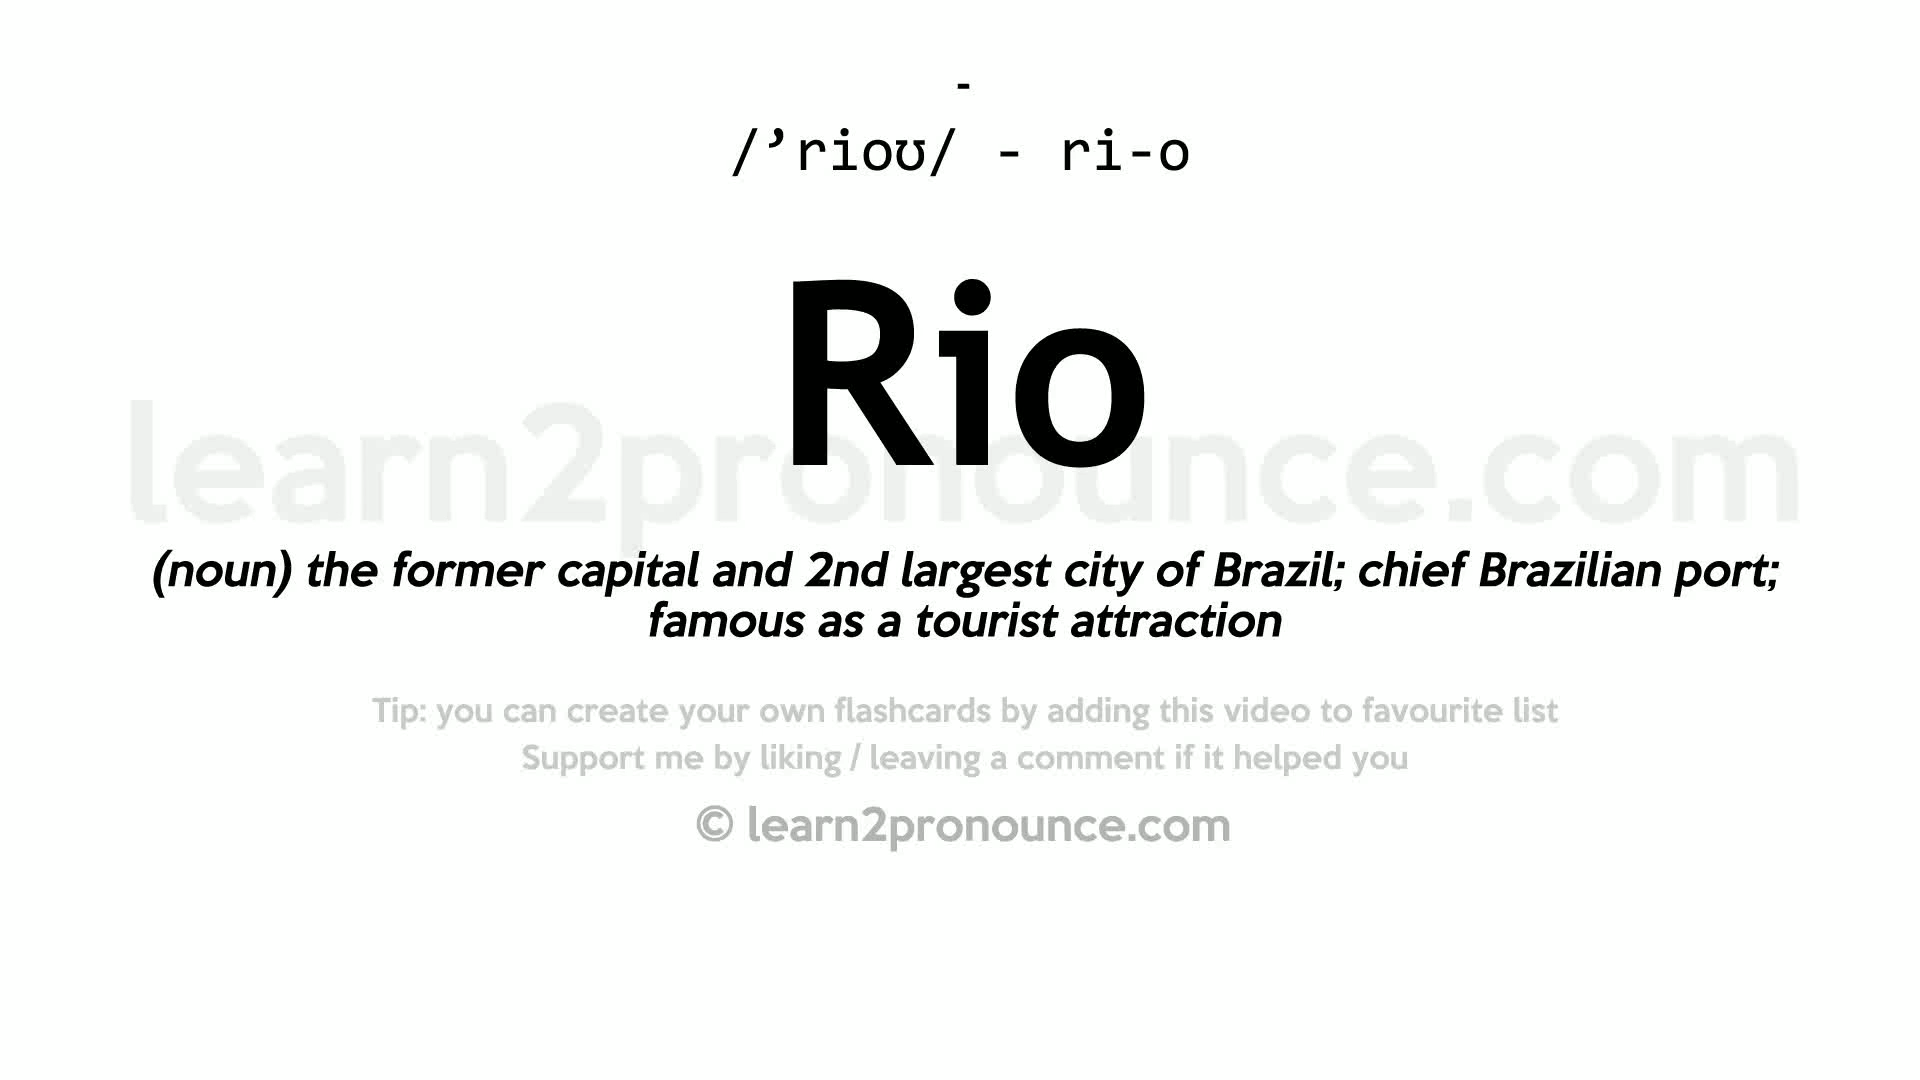 -
/’rioʊ/ - ri-o
Rio
learn2pronounce.com
(noun) the former capital and 2nd largest city of Brazil; chief Brazilian port;
famous as a tourist attraction
Tip: you can create your own flashcards by adding this video to favourite list
Support me by liking / leaving a comment if it helped you
© learn2pronounce.com